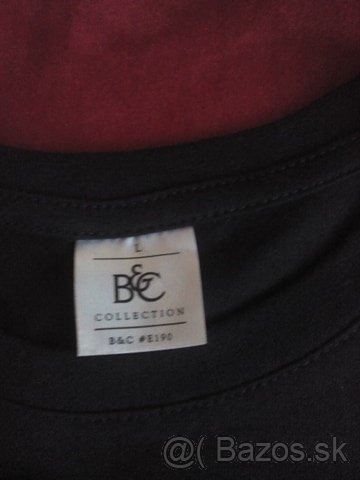 L
B&C
COLLECTION
B&C #E190
@( Bazos.sk